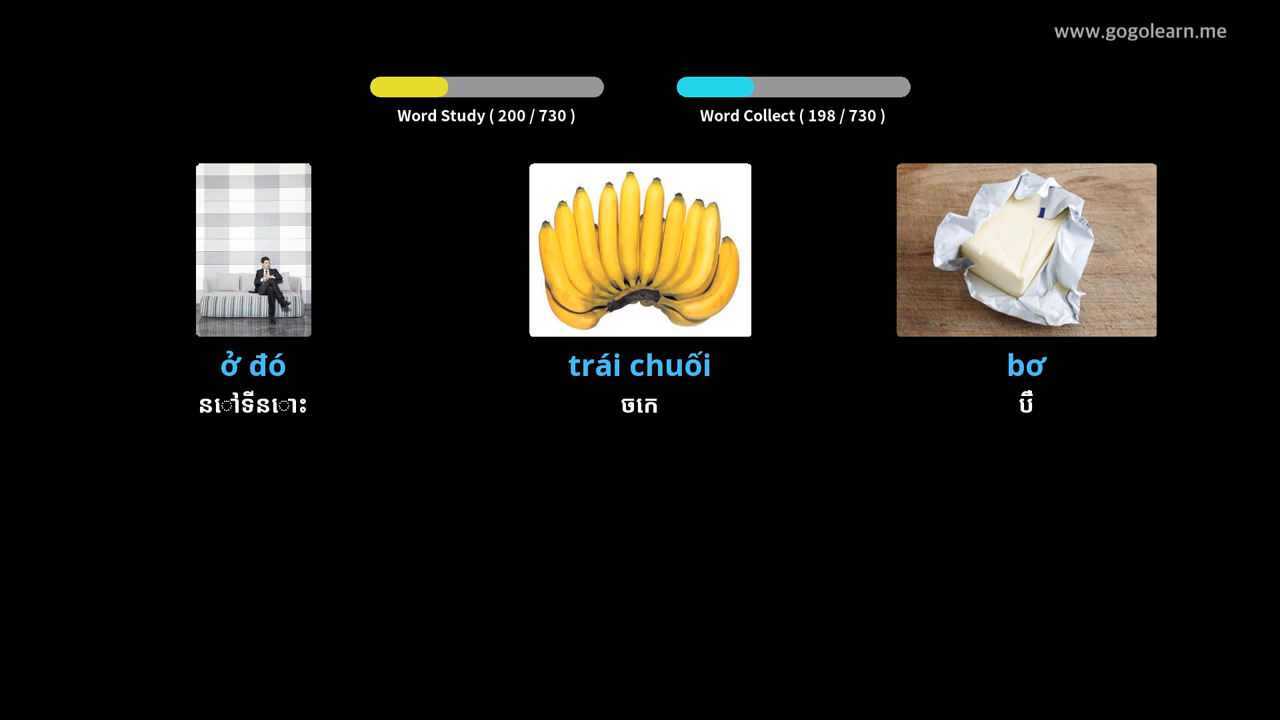 www.gogolearn.me
Word Study ( 200 / 730 )
Word Collect ( 198 / 730 )
ở đó
នៅទីនោះ
trái chuối
ចកេ
bơ
ប៊ឺ